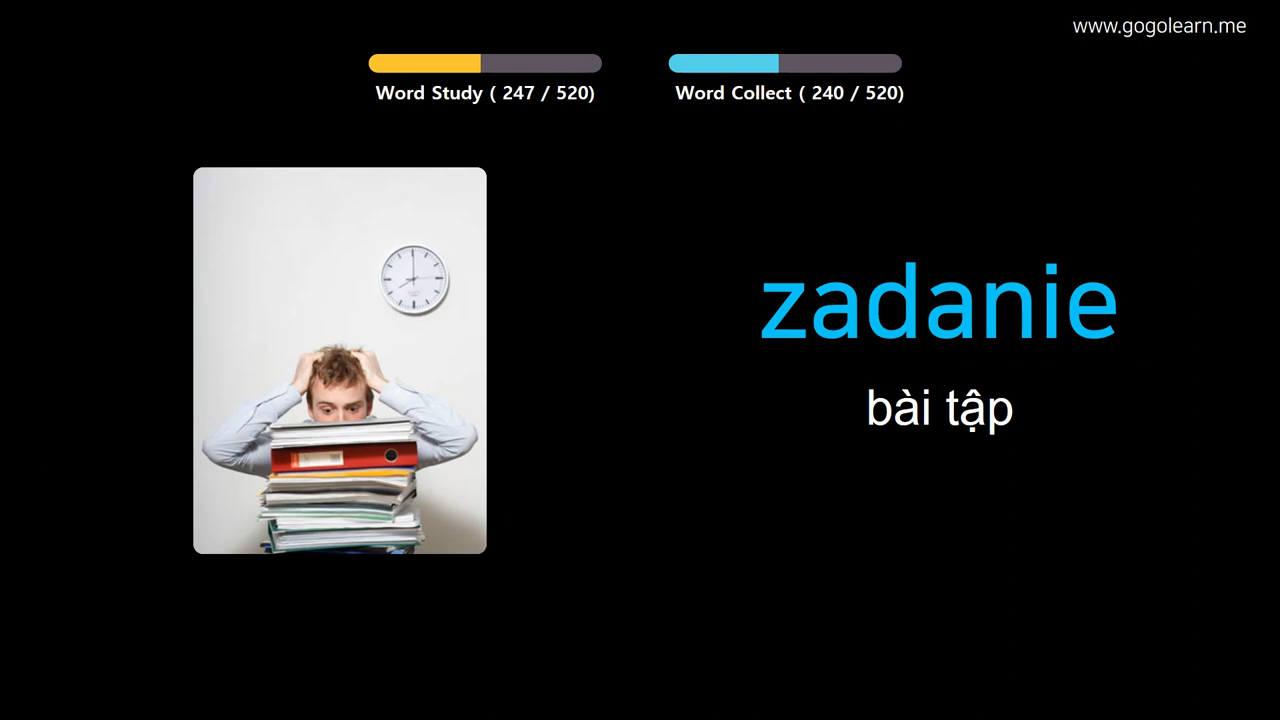 www.gogolearn.me
Word Study ( 247 / 520)
Word Collect ( 240 / 520)
zadanie
bài tập